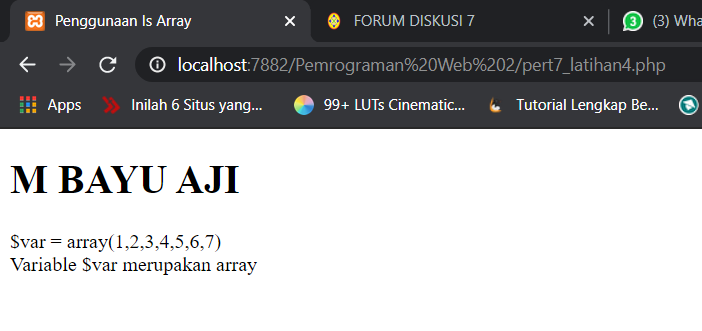 Penggunaan Is Array
FORUM DISKUSI 7
3 (3) Wha
localhost:7882/Pemrograman%20Web%202/pert7_latihan4.php
Apps
Inilah 6 Situs yang...
99+ LUTs Cinematic...
Tutorial Lengkap Be...
M BAYU AJI
$var = array(1,2,3,4,5,6,7)
Variable $var merupakan array